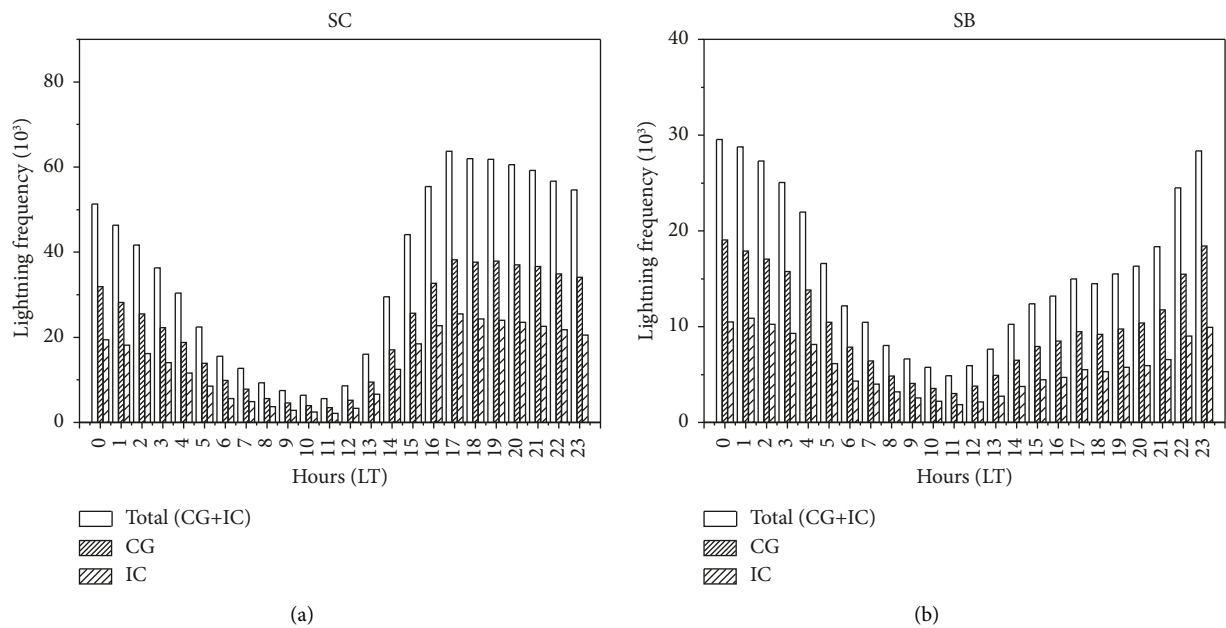 SC
Lightning frequency (10³)
80
60
40
20
0
0 1 2 3 4 5 6 7 8 9 10 11 12 13 14 15 16 17 18 19 20 21 22 23
Hours (LT)
Total (CG+IC)
CG
IC
(a)
SB
Lightning frequency (10³)
40
30
20
10
0
0 1 2 3 4 5 6 7 8 9 10 11 12 13 14 15 16 17 18 19 20 21 22 23
Hours (LT)
Total (CG+IC)
CG
IC
(b)